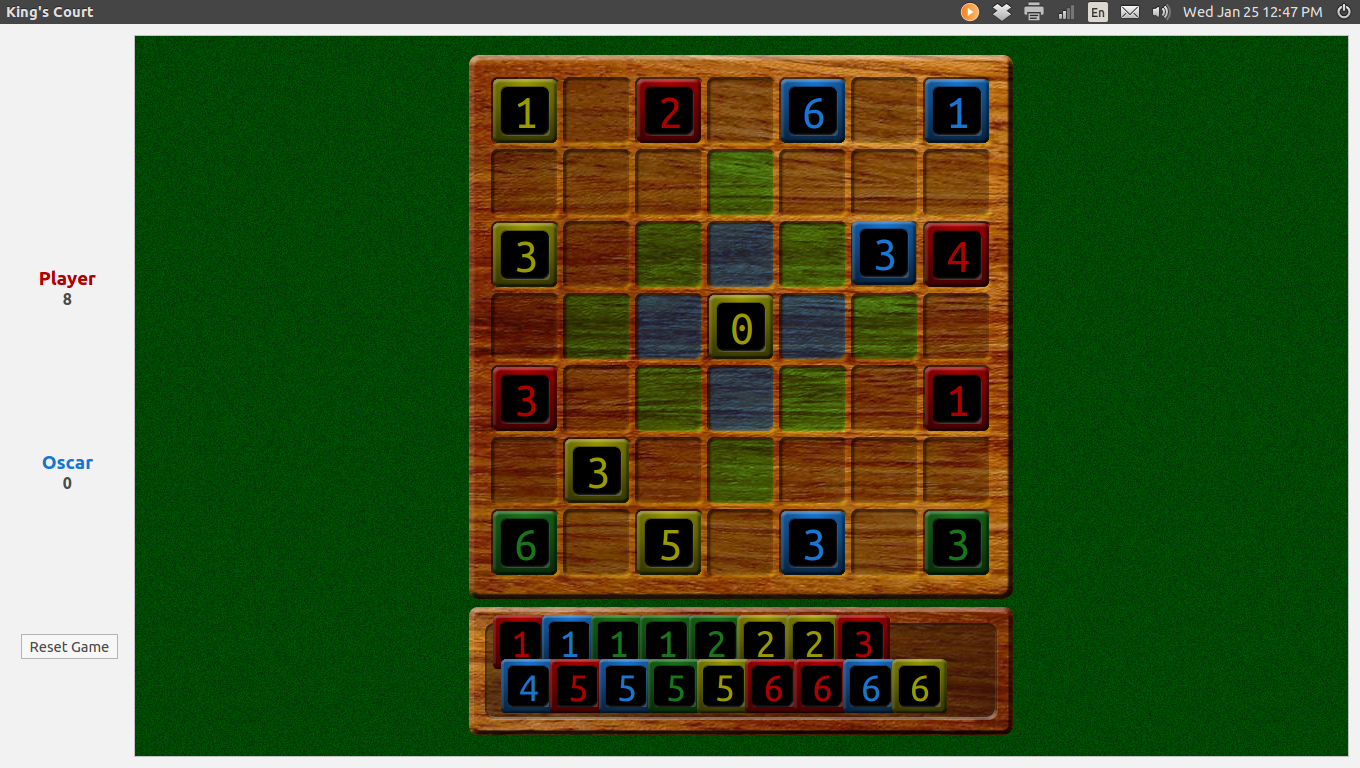 King's Court
En
Wed Jan 25 12:47 PM
1 2 6 1
3 3 4
Player
8
0
3 1
Oscar
0
3
6 5 3 3
Reset Game
1 1 1 1 2 2 2 3
4 5 5 5 5 6 6 6 6